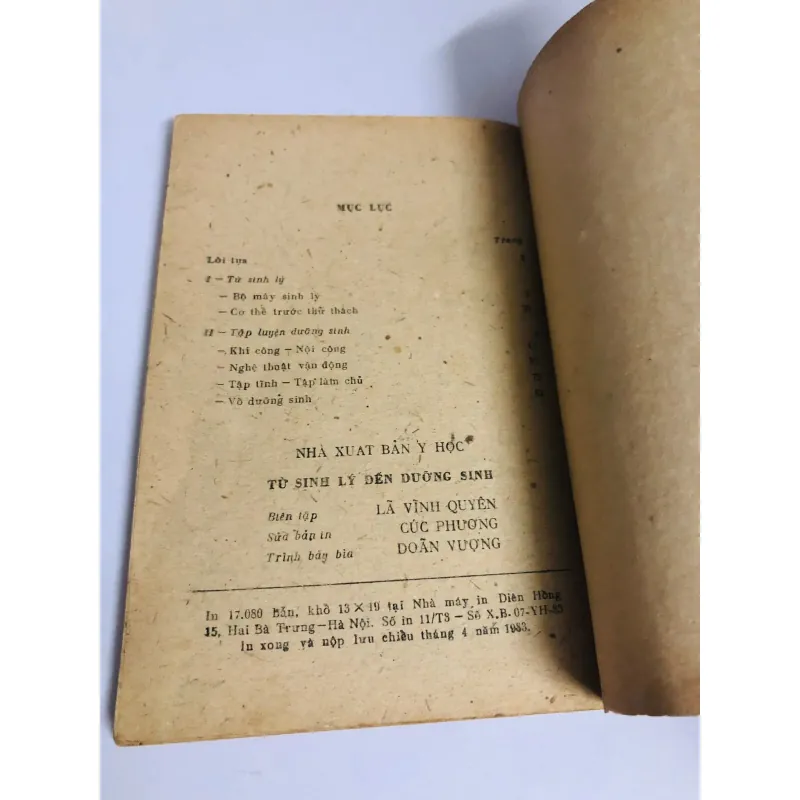 MỤC LỤC
Trang
Lời tựa
I – Từ sinh lý
– Bộ máy sinh lý
– Cơ thể trước thử thách
II – Tập luyện dưỡng sinh
– Khí công – Nội công
– Nghệ thuật vận động
– Tập tĩnh – Tập làm chủ
– Võ dưỡng sinh
NHÀ XUẤT BẢN Y HỌC
TỪ SINH LÝ ĐẾN DƯỠNG SINH
Biên tập LÃ VĨNH QUYÊN
Sửa bản in CÚC PHƯƠNG
Trình bày bìa DOÃN VƯỢNG
In 17.080 bản, khổ 13 × 19 tại Nhà máy in Diên Hồng
15, Hai Bà Trưng–Hà Nội. Số in 11/T3 – Số X.B. 07-YH-83
In xong và nộp lưu chiểu tháng 4 năm 1983.